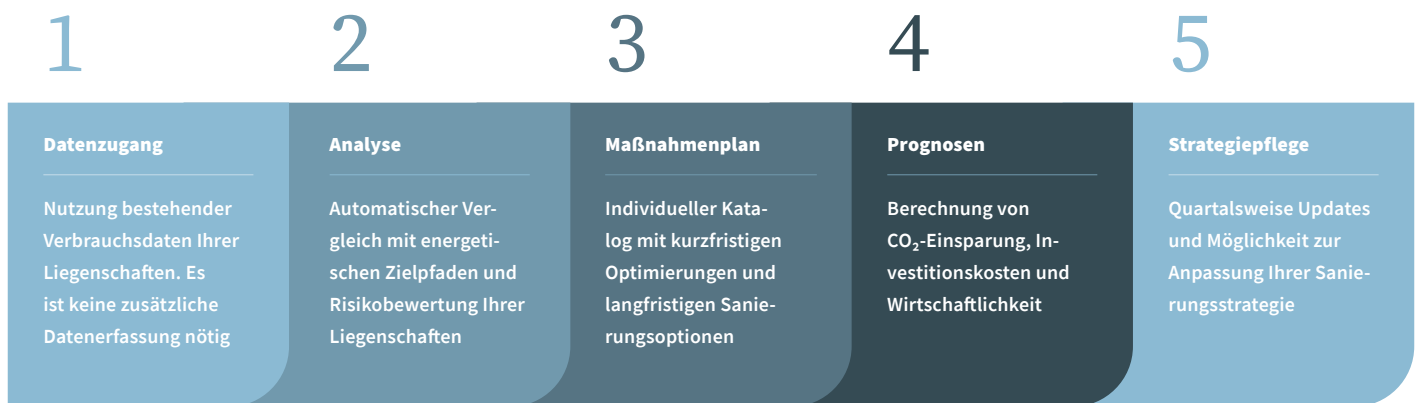 1
Datenzugang
Nutzung bestehender
Verbrauchsdaten Ihrer
Liegenschaften. Es
ist keine zusätzliche
Datenerfassung nötig
2
Analyse
Automatischer Ver-
gleich mit energeti-
schen Zielpfaden und
Risikobewertung Ihrer
Liegenschaften
3
Maßnahmenplan
Individueller Kata-
log mit kurzfristigen
Optimierungen und
langfristigen Sanie-
rungsoptionen
4
Prognosen
Berechnung von
CO₂-Einsparung, In-
vestitionskosten und
Wirtschaftlichkeit
5
Strategiepflege
Quartalsweise Updates
und Möglichkeit zur
Anpassung Ihrer Sanie-
rungsstrategie